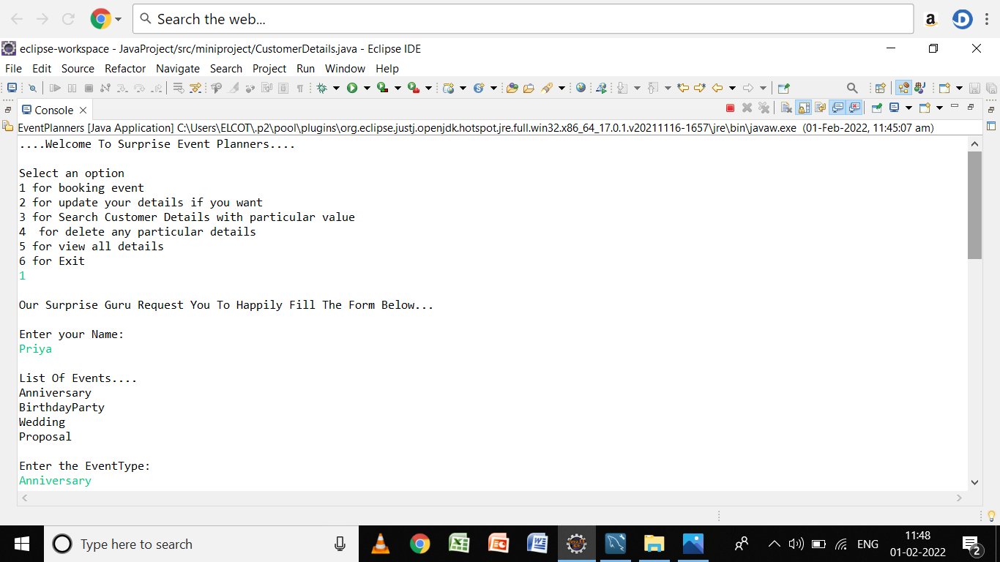 Search the web...
eclipse-workspace - JavaProject/src/miniproject/CustomerDetails.java - Eclipse IDE
File Edit Source Refactor Navigate Search Project Run Window Help
Console
EventPlanners [Java Application] C:\Users\ELCOT\.p2\pool\plugins\org.eclipse.justj.openjdk.hotspot.jre.full.win32.x86_64_17.0.1.v20211116-1657\jre\bin\javaw.exe (01-Feb-2022, 11:45:07 am)
....Welcome To Surprise Event Planners....
Select an option
1 for booking event
2 for update your details if you want
3 for Search Customer Details with particular value
4  for delete any particular details
5 for view all details
6 for Exit
1
Our Surprise Guru Request You To Happily Fill The Form Below...
Enter your Name:
Priya
List Of Events....
Anniversary
BirthdayParty
Wedding
Proposal
Enter the EventType:
Anniversary
Type here to search
ENG
11:48
01-02-2022
2